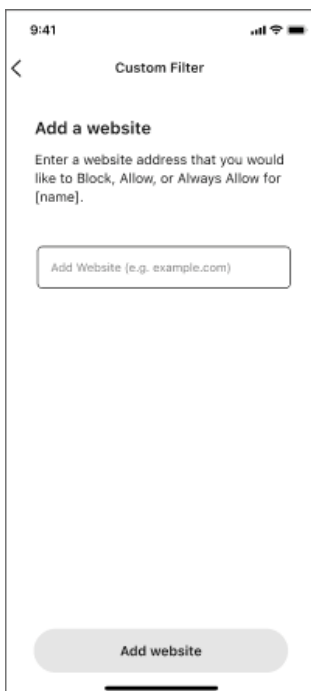 9:41
Custom Filter
Add a website
Enter a website address that you would
like to Block, Allow, or Always Allow for
[name].
Add Website (e.g. example.com)
Add website